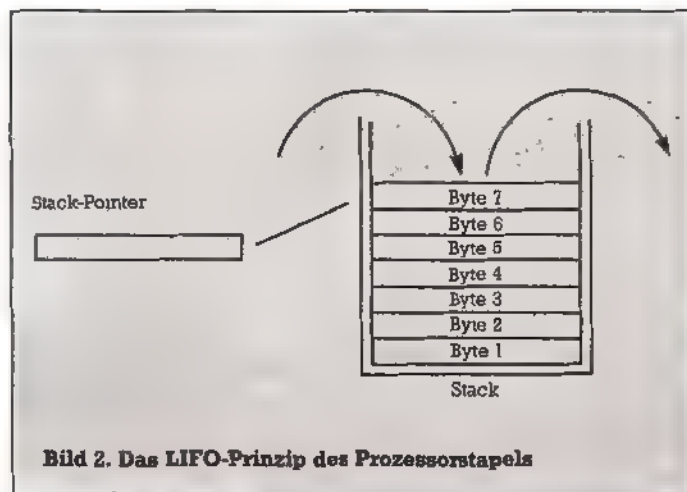 Stack-Pointer
Byte 7
Byte 6
Byte 5
Byte 4
Byte 3
Byte 2
Byte 1
Stack
Bild 2. Das LIFO-Prinzip des Prozessorstapels